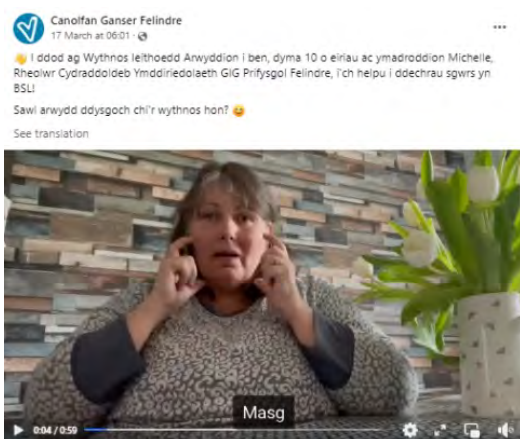 Canolfan Ganser Felindre
17 March at 06:01 ·
👋 I ddod ag Wythnos Ieithoedd Arwyddion i ben, dyma 10 o eiriau ac ymadroddion Michelle,
Rheolwr Cydraddoldeb Ymddiriedolaeth GIG Prifysgol Felindre, i'ch helpu i ddechrau sgwrs yn
BSL!
Sawl arwydd ddysgoch chi'r wythnos hon? 😊
See translation
Masg
0:04 / 0:59